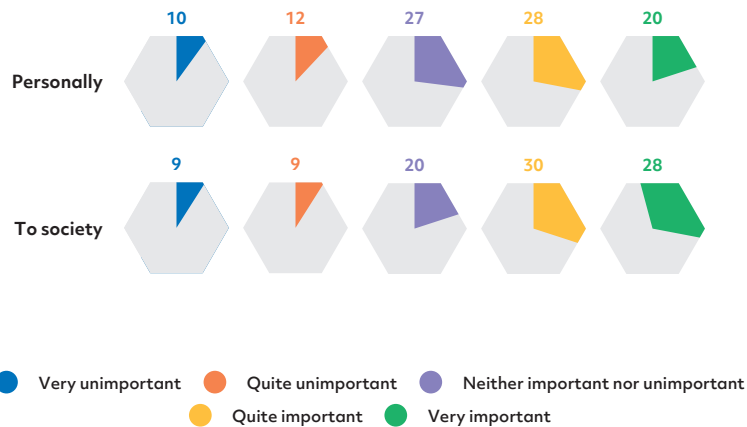 10 12 27 28 20
Personally
9 9 20 30 28
To society
Very unimportant Quite unimportant Neither important nor unimportant
Quite important Very important